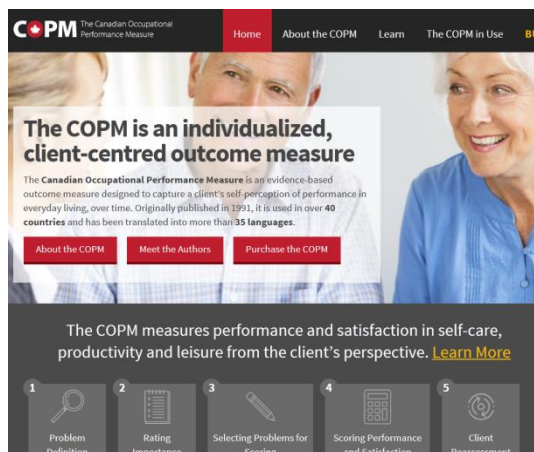 COPM The Canadian Occupational
Performance Measure
Home About the COPM Learn The COPM in Use
The COPM is an individualized,
client-centred outcome measure
The Canadian Occupational Performance Measure is an evidence-based
outcome measure designed to capture a client's self-perception of performance in
everyday living, over time. Originally published in 1991, it is used in over 40
countries and has been translated into more than 35 languages.
About the COPM Meet the Authors Purchase the COPM
The COPM measures performance and satisfaction in self-care,
productivity and leisure from the client's perspective. Learn More
1 2 3 4 5
Problem Rating Selecting Problems for Scoring Performance Client
Definition Importance Scoring and Satisfaction Reassessment